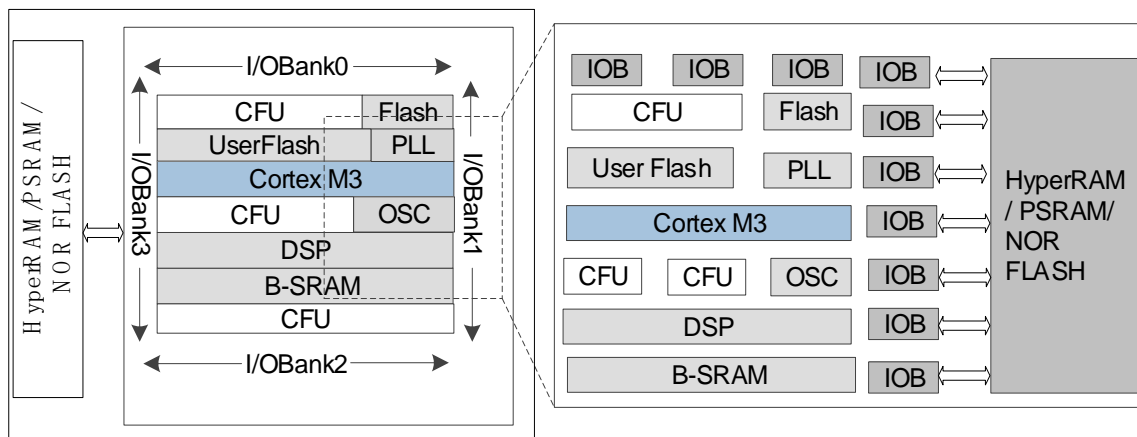 HyperRAM/PSRAM/
NOR FLASH
I/OBank0
I/OBank3
CFU
Flash
UserFlash
PLL
Cortex M3
CFU
OSC
DSP
B-SRAM
CFU
I/OBank1
I/OBank2
IOB
IOB
IOB
IOB
CFU
Flash
IOB
User Flash
PLL
IOB
Cortex M3
IOB
CFU
CFU
OSC
IOB
DSP
IOB
B-SRAM
IOB
HyperRAM
/ PSRAM/
NOR
FLASH